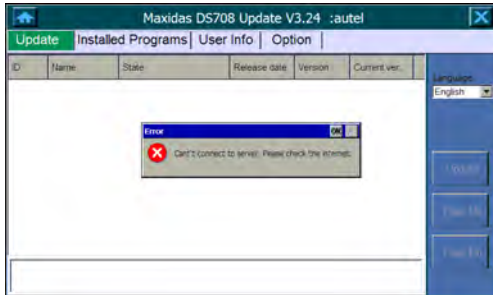 Maxidas DS708 Update V3.24 :autel
Update Installed Programs User Info Option
ID Name State Release date Version Current ver.
Language:
English
Error OK
Can't connect to server. Please check the internet.
Update